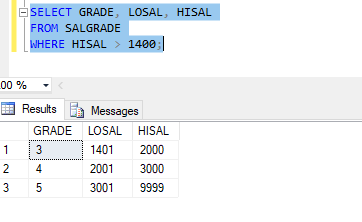 SELECT GRADE, LOSAL, HISAL
FROM SALGRADE
WHERE HISAL > 1400;
00 %
Results Messages
GRADE LOSAL HISAL
1 3 1401 2000
2 4 2001 3000
3 5 3001 9999